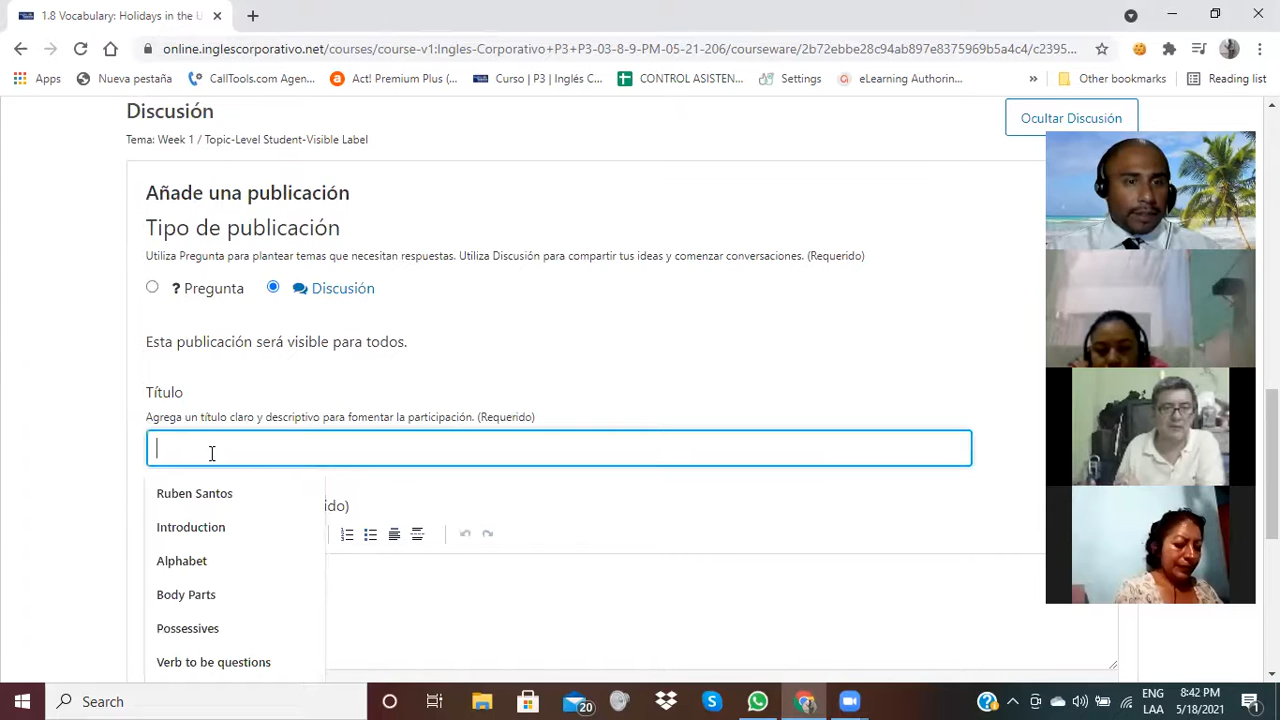 1.8 Vocabulary: Holidays in the U
online.inglescorporativo.net/courses/course-v1:Ingles-Corporativo+P3+P3-03-8-9-PM-05-21-206/courseware/2b72ebbe28c94ab897e8375969b5a4c4/c2395...
Apps Nueva pestaña CallTools.com Agen... Act! Premium Plus (... Curso | P3 | Inglés C... CONTROL ASISTEN... Settings eLearning Authorin... » Other bookmarks Reading list
Discusión
Ocultar Discusión
Tema: Week 1 / Topic-Level Student-Visible Label
Añade una publicación
Tipo de publicación
Utiliza Pregunta para plantear temas que necesitan respuestas. Utiliza Discusión para compartir tus ideas y comenzar conversaciones. (Requerido)
? Pregunta Discusión
Esta publicación será visible para todos.
Título
Agrega un título claro y descriptivo para fomentar la participación. (Requerido)
Ruben Santos
ido)
Introduction
Alphabet
Body Parts
Possessives
Verb to be questions
Search
20
ENG
LAA
8:42 PM
5/18/2021
1